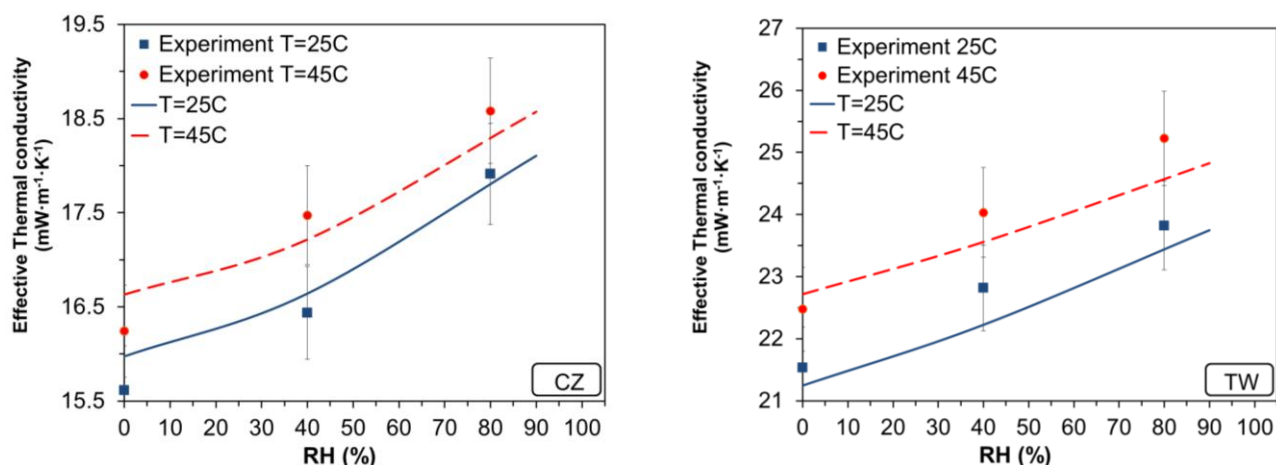 19.5
18.5
17.5
16.5
15.5
Effective Thermal conductivity
(mW·m⁻¹·K⁻¹)
Experiment T=25C
Experiment T=45C
T=25C
T=45C
CZ
0 10 20 30 40 50 60 70 80 90 100
RH (%)
27
26
25
24
23
22
21
Effective Thermal conductivity
(mW·m⁻¹·K⁻¹)
Experiment 25C
Experiment 45C
T=25C
T=45C
TW
0 10 20 30 40 50 60 70 80 90 100
RH (%)